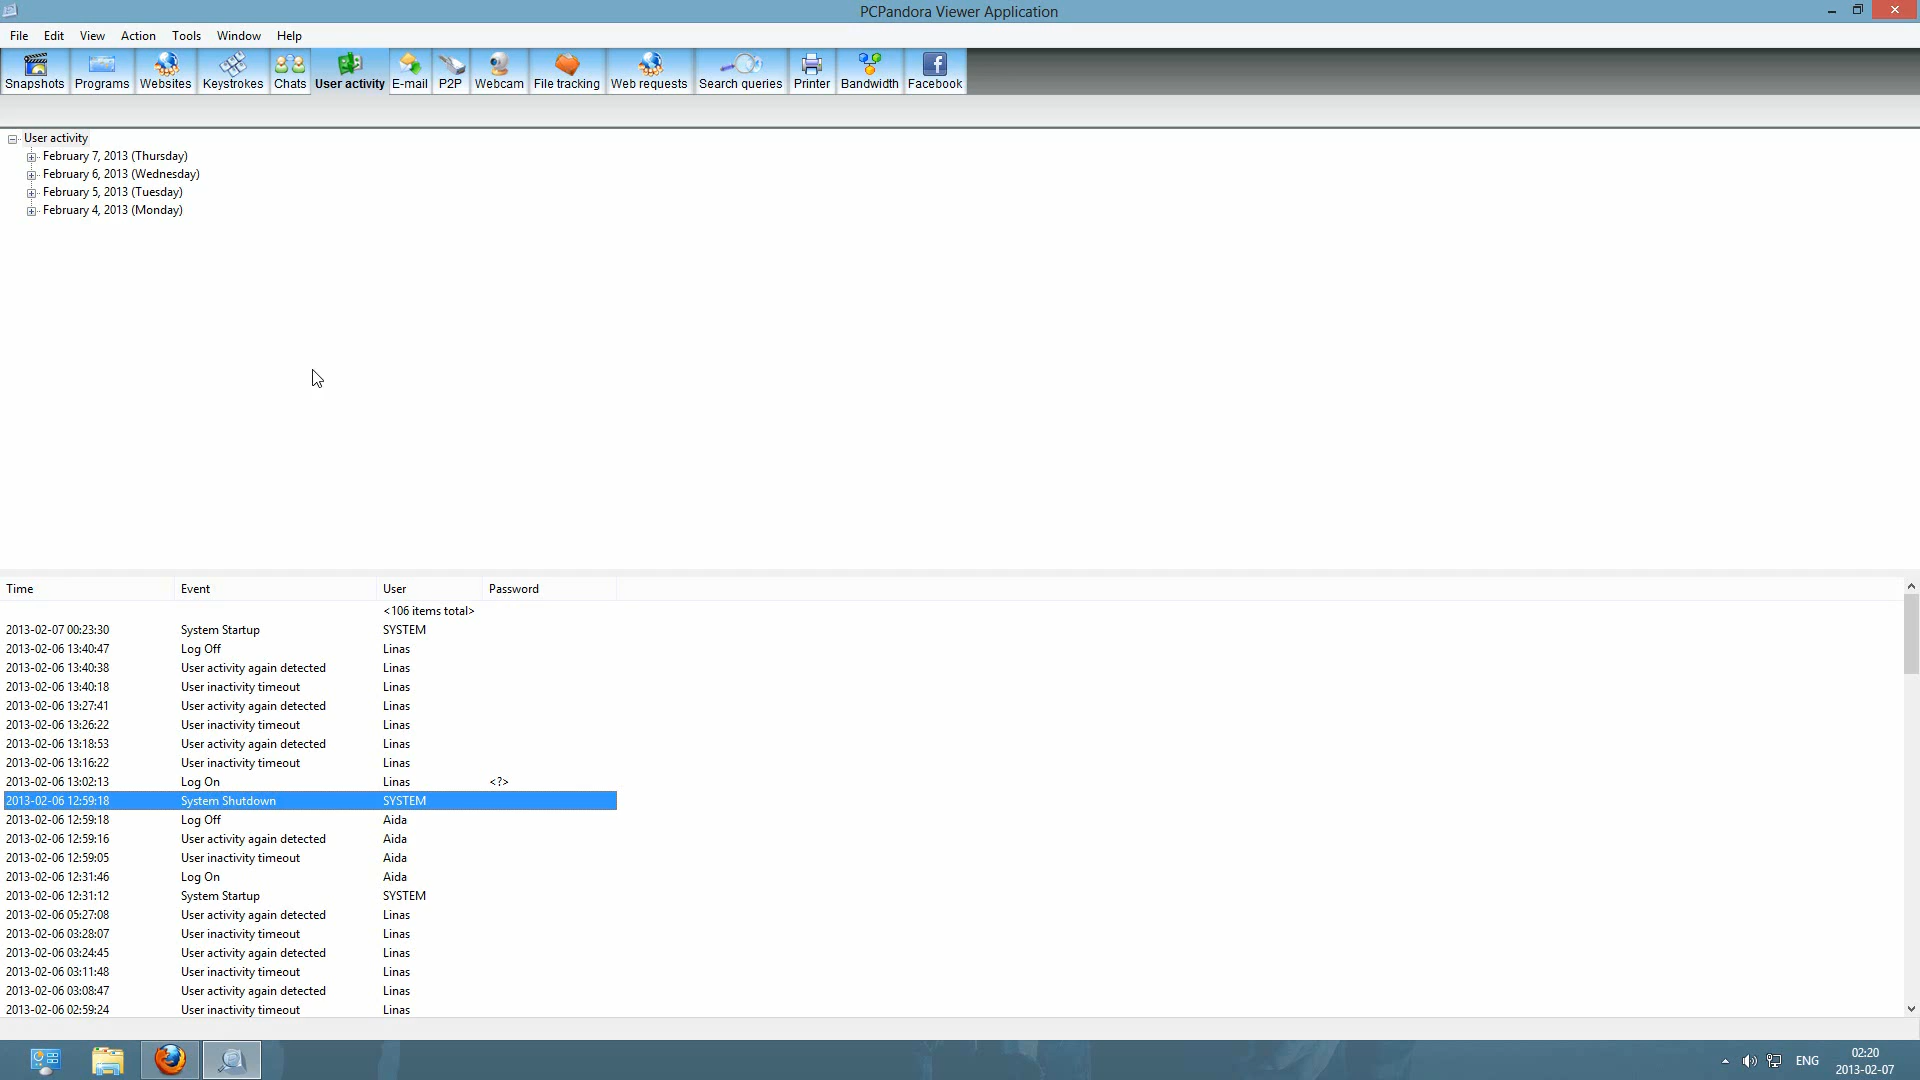 PCPandora Viewer Application
File Edit View Action Tools Window Help
Snapshots Programs Websites Keystrokes Chats User activity E-mail P2P Webcam File tracking Web requests Search queries Printer Bandwidth Facebook
User activity
February 7, 2013 (Thursday)
February 6, 2013 (Wednesday)
February 5, 2013 (Tuesday)
February 4, 2013 (Monday)
Time Event User Password
<106 items total>
2013-02-07 00:23:30 System Startup SYSTEM
2013-02-06 13:40:47 Log Off Linas
2013-02-06 13:40:38 User activity again detected Linas
2013-02-06 13:40:18 User inactivity timeout Linas
2013-02-06 13:27:41 User activity again detected Linas
2013-02-06 13:26:22 User inactivity timeout Linas
2013-02-06 13:18:53 User activity again detected Linas
2013-02-06 13:16:22 User inactivity timeout Linas
2013-02-06 13:02:13 Log On Linas <?>
2013-02-06 12:59:18 System Shutdown SYSTEM
2013-02-06 12:59:18 Log Off Aida
2013-02-06 12:59:16 User activity again detected Aida
2013-02-06 12:59:05 User inactivity timeout Aida
2013-02-06 12:31:46 Log On Aida
2013-02-06 12:31:12 System Startup SYSTEM
2013-02-06 05:27:08 User activity again detected Linas
2013-02-06 03:28:07 User inactivity timeout Linas
2013-02-06 03:24:45 User activity again detected Linas
2013-02-06 03:11:48 User inactivity timeout Linas
2013-02-06 03:08:47 User activity again detected Linas
2013-02-06 02:59:24 User inactivity timeout Linas
ENG 02:20
2013-02-07